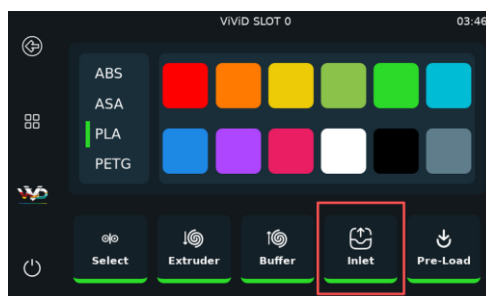 ViViD SLOT 0
03:46
ABS
ASA
PLA
PETG
Select
Extruder
Buffer
Inlet
Pre-Load